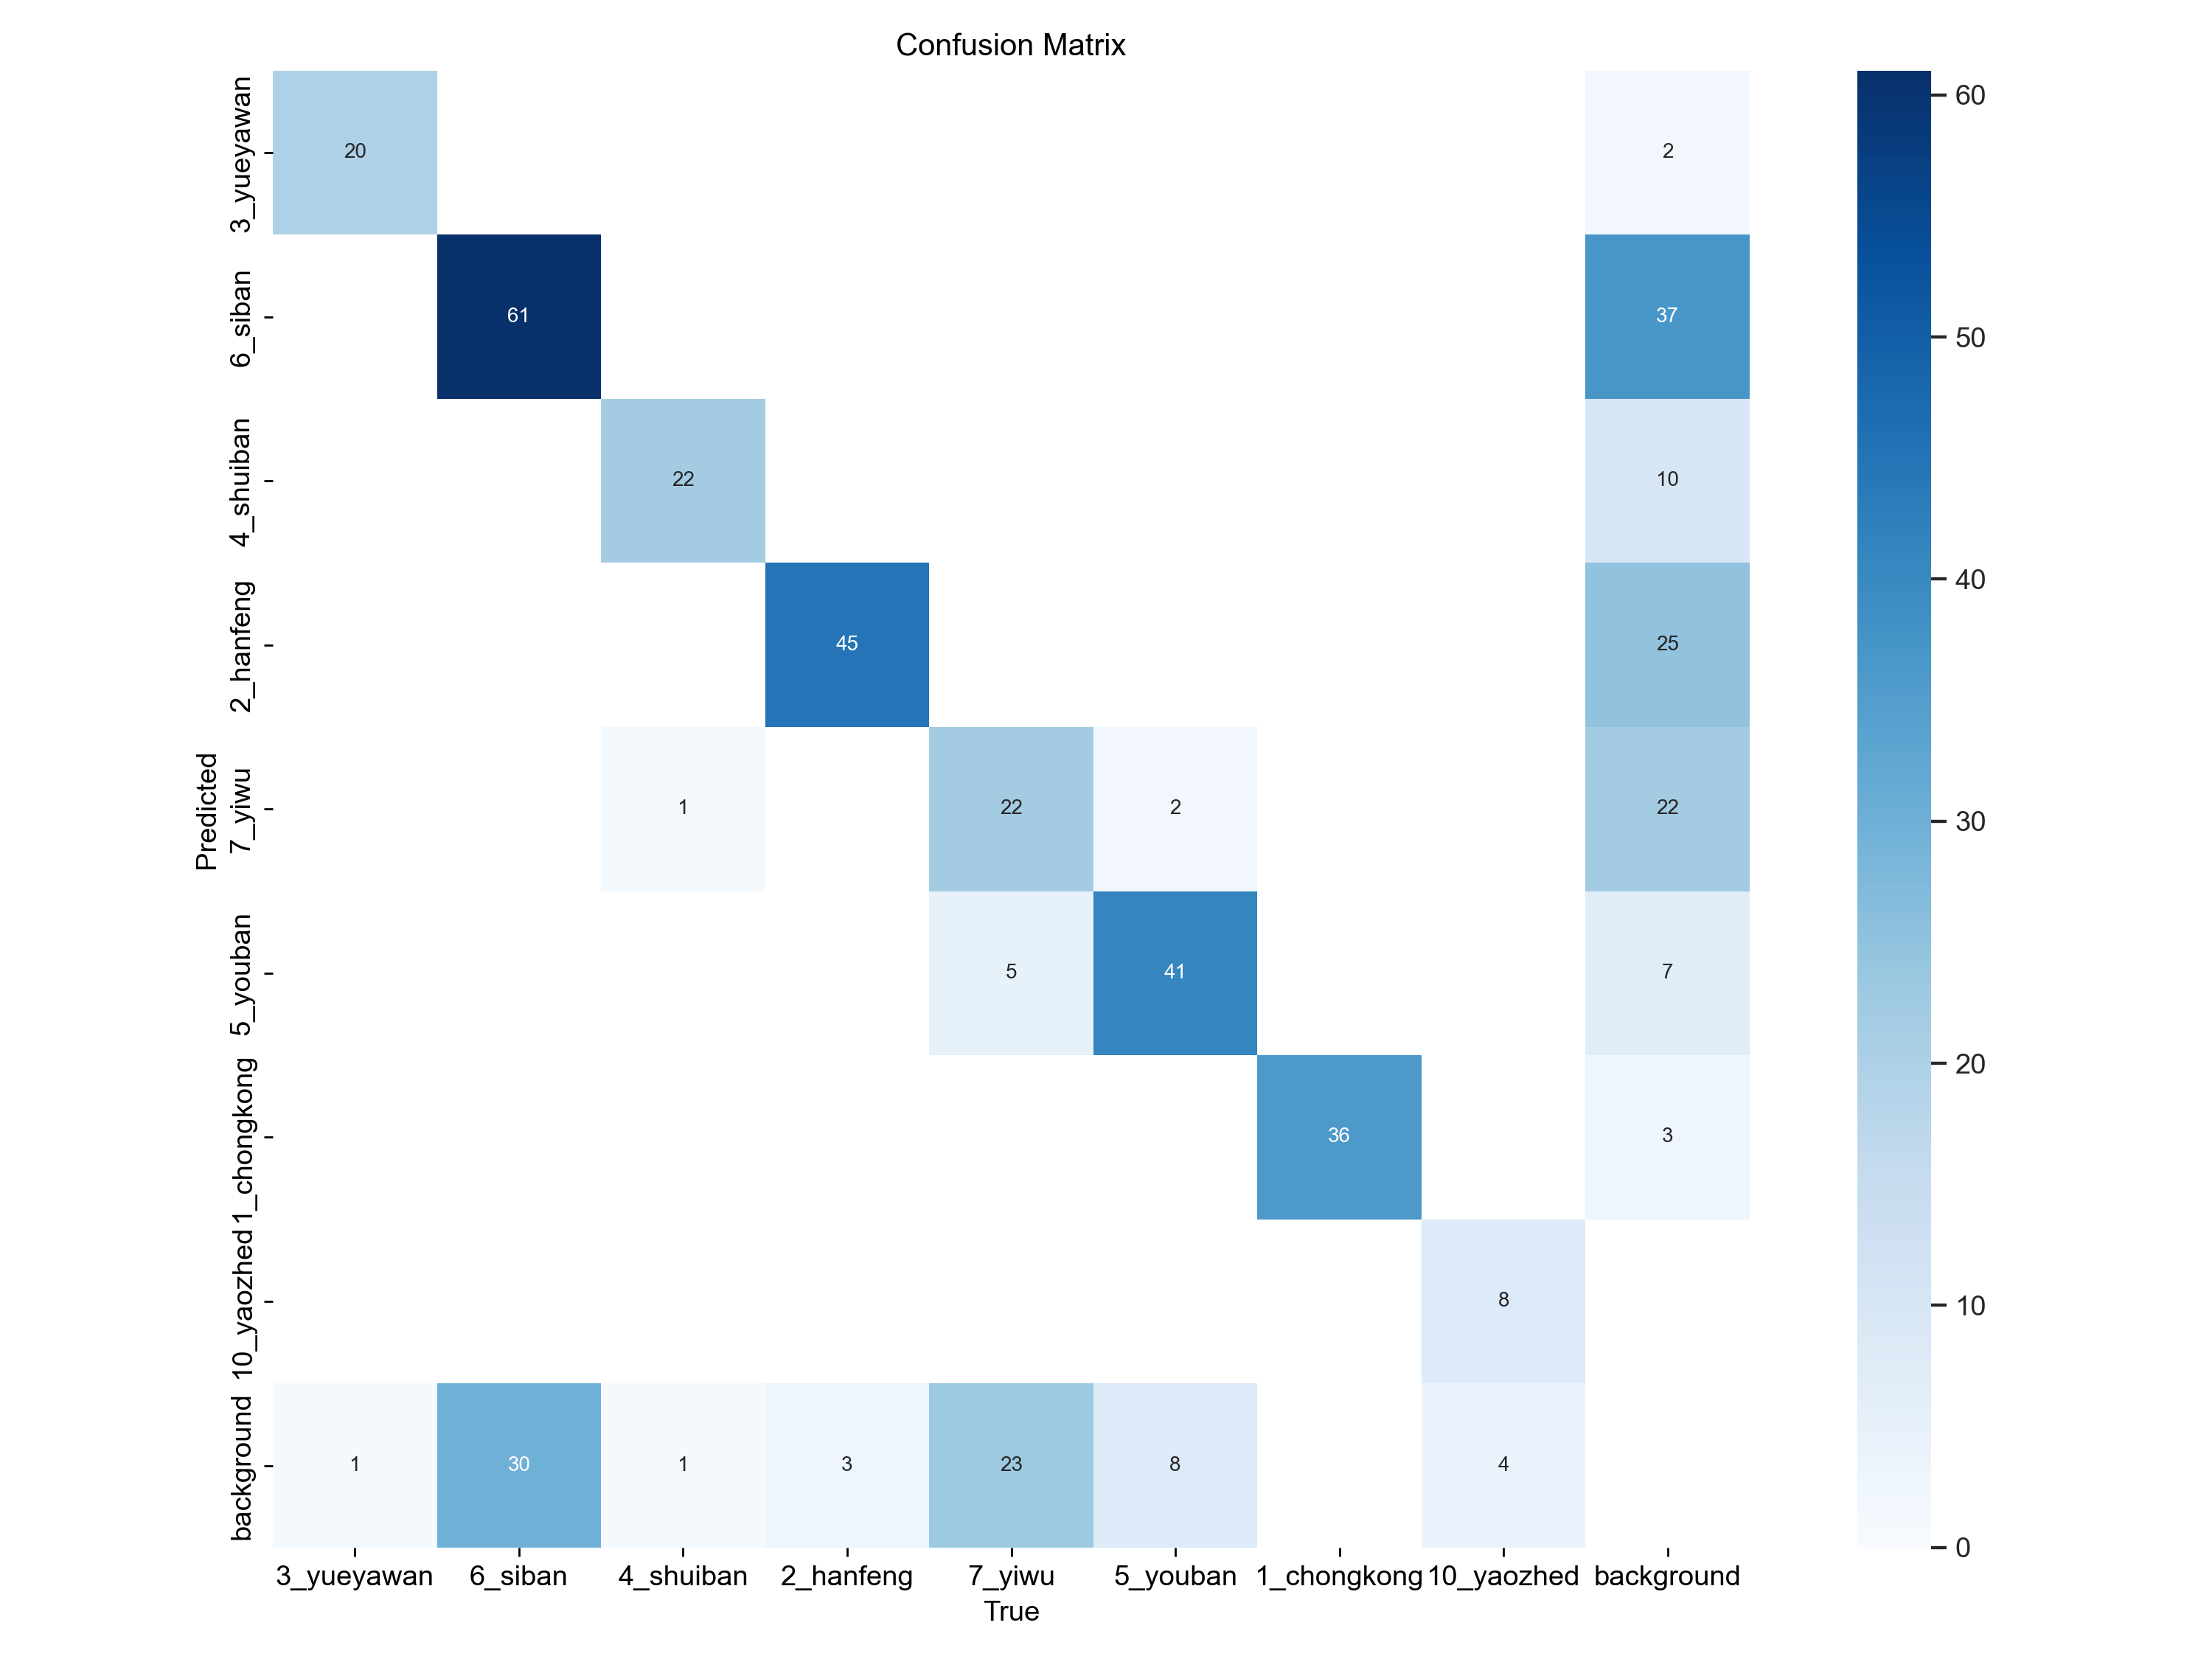 Confusion Matrix
Predicted
3_yueyawan
20
2
6_siban
61
37
4_shuiban
22
10
2_hanfeng
45
25
7_yiwu
1
22
2
22
5_youban
5
41
7
1_chongkong
36
3
10_yaozhed
8
background
1
30
1
3
23
8
4
3_yueyawan 6_siban 4_shuiban 2_hanfeng 7_yiwu 5_youban 1_chongkong 10_yaozhed background
True
60
50
40
30
20
10
0